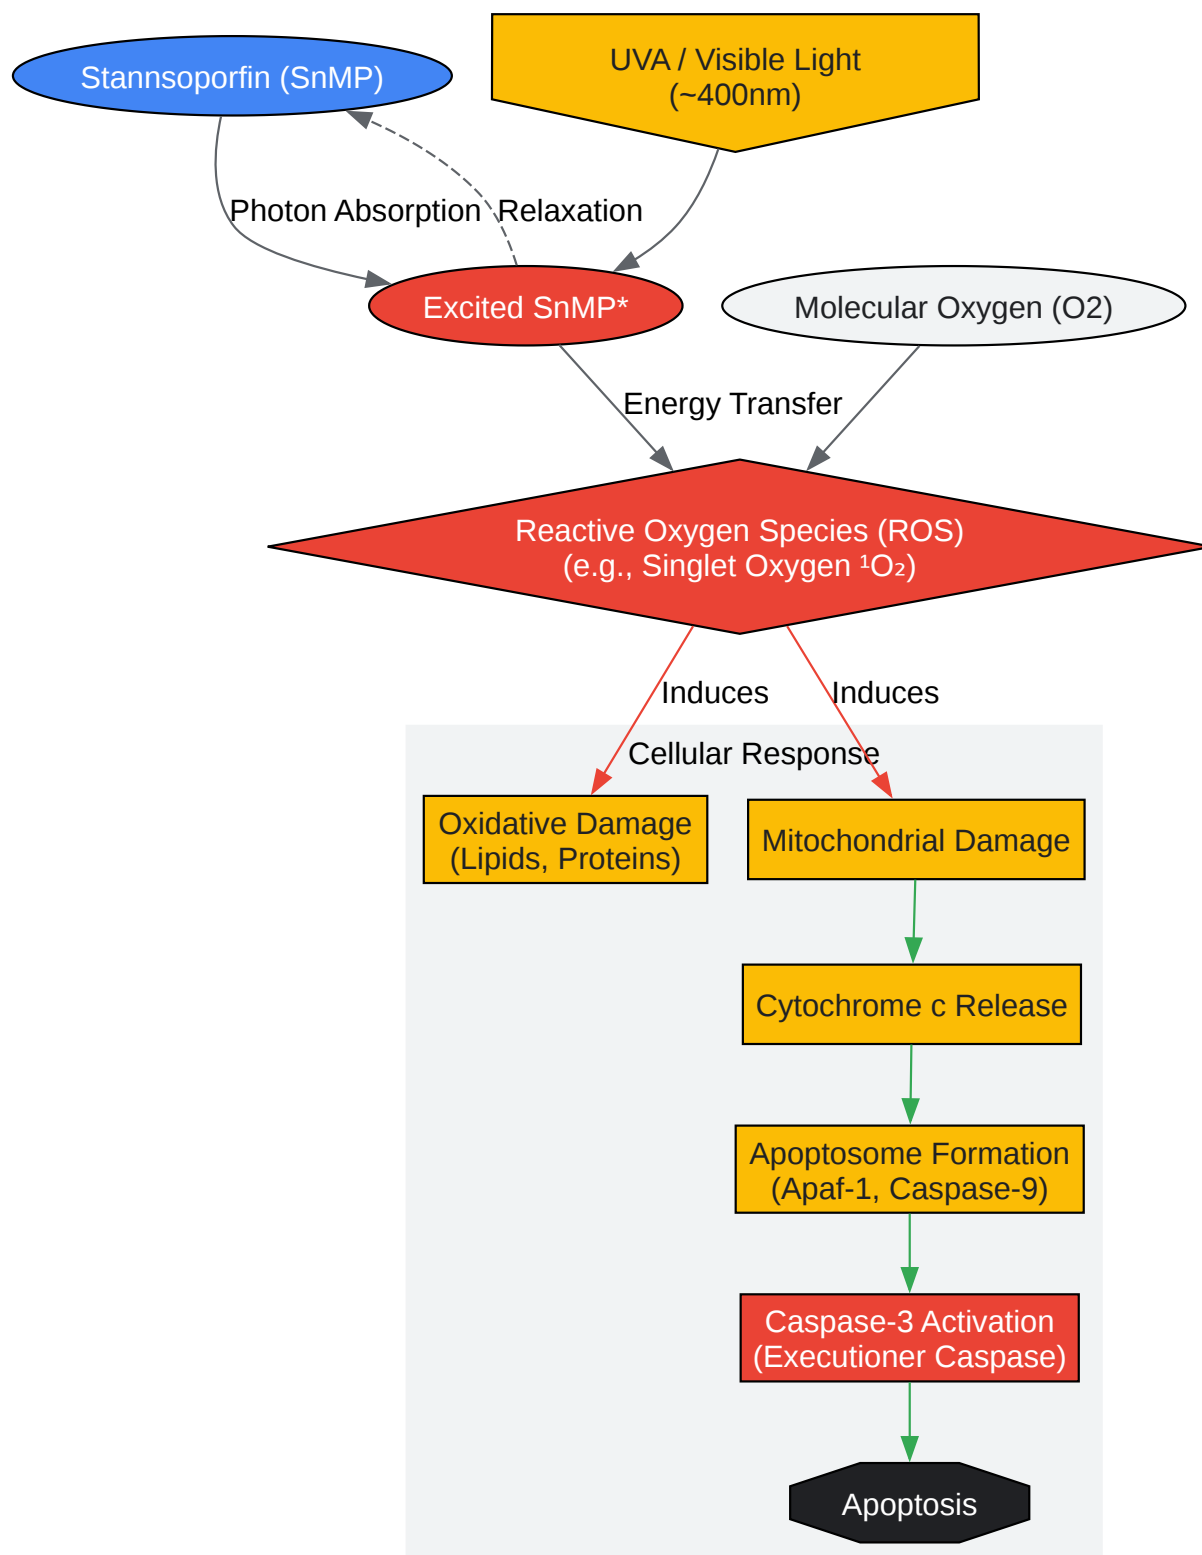 Stannsoporfin (SnMP)
UVA / Visible Light
(~400nm)
Photon Absorption
Relaxation
Excited SnMP*
Molecular Oxygen (O2)
Energy Transfer
Reactive Oxygen Species (ROS)
(e.g., Singlet Oxygen ¹O₂)
Induces
Induces
Cellular Response
Oxidative Damage
(Lipids, Proteins)
Mitochondrial Damage
Cytochrome c Release
Apoptosome Formation
(Apaf-1, Caspase-9)
Caspase-3 Activation
(Executioner Caspase)
Apoptosis